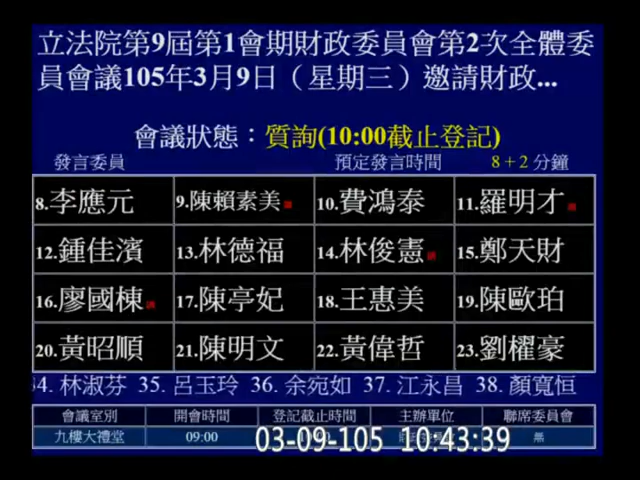 立法院第9屆第1會期財政委員會第2次全體委
員會議105年3月9日（星期三）邀請財政...
會議狀態：質詢(10:00截止登記)
發言委員 預定發言時間 8+2 分鐘
8.李應元 9.陳賴素美 10.費鴻泰 11.羅明才
12.鍾佳濱 13.林德福 14.林俊憲 15.鄭天財
16.廖國棟 17.陳亭妃 18.王惠美 19.陳歐珀
20.黃昭順 21.陳明文 22.黃偉哲 23.劉櫂豪
34. 林淑芬 35. 呂玉玲 36. 余宛如 37. 江永昌 38. 顏寬恒
會議室別 開會時間 登記截止時間 主辦單位 聯席委員會
九樓大禮堂 09:00 無
03-09-105 10:43:39